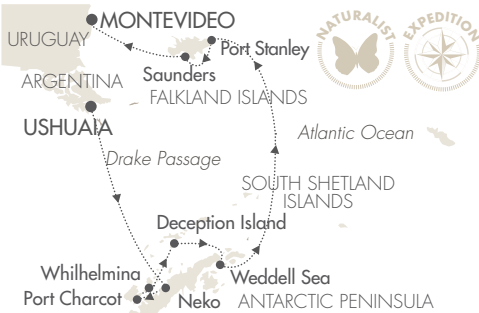 MONTEVIDEO
NATURALIST
EXPEDITION
URUGUAY
Port Stanley
Saunders
ARGENTINA
FALKLAND ISLANDS
USHUAIA
Atlantic Ocean
Drake Passage
SOUTH SHETLAND
ISLANDS
Deception Island
Whilhelmina
Weddell Sea
Port Charcot
Neko
ANTARCTIC PENINSULA